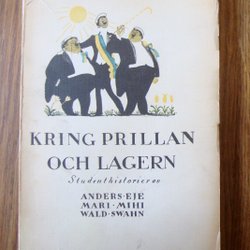 KRING PRILLAN
OCH LAGERN
Studenthistorier av
ANDERS·EJE
MARI·MIHI
WALD·SWAHN